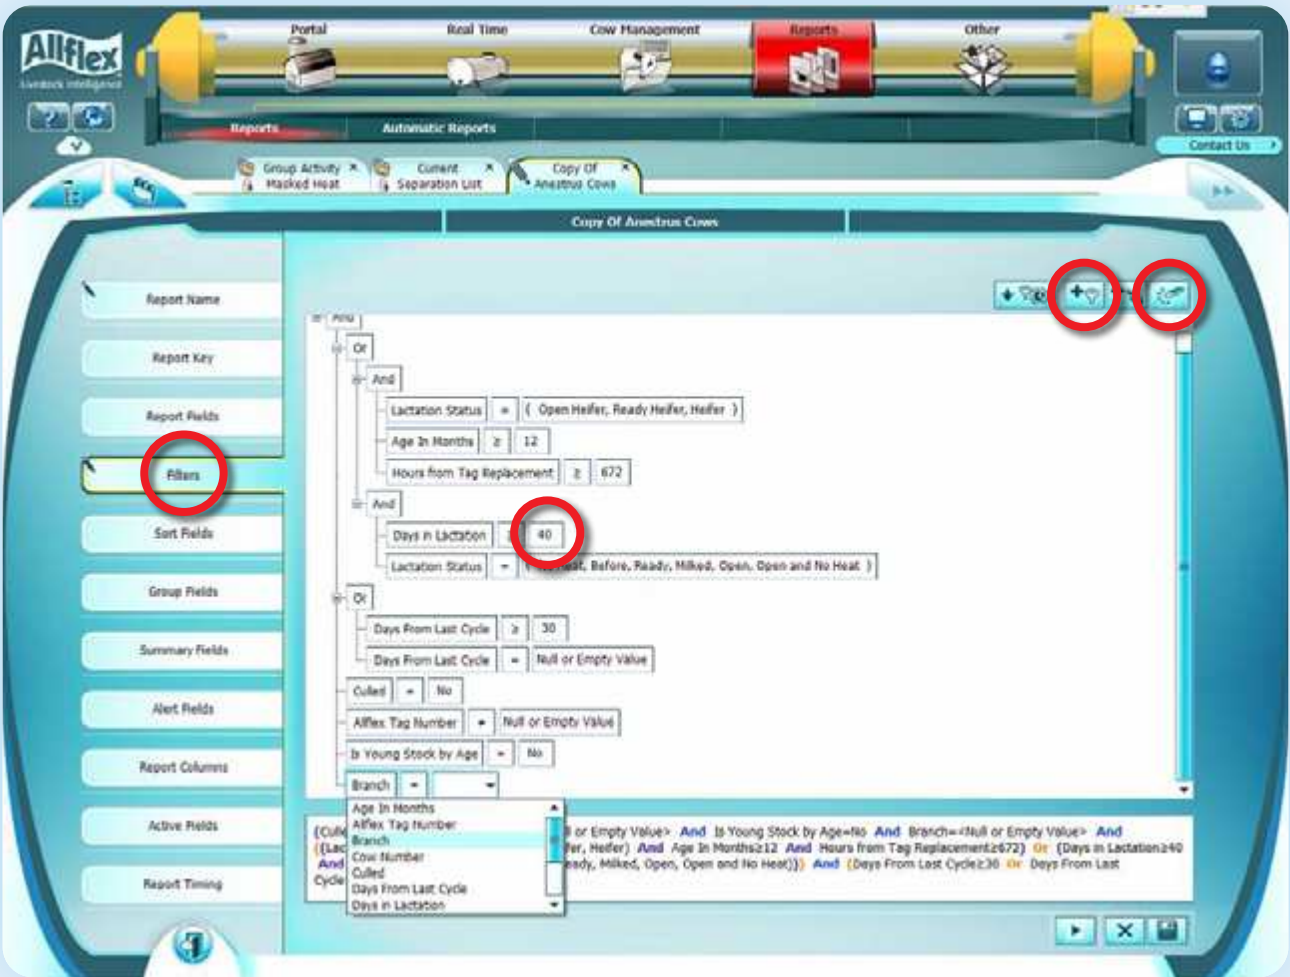 Allflex
Livestock Intelligence
Portal
Real Time
Cow Management
Reports
Other
Reports
Automatic Reports
Contact Us
Group Activity
Masked Heat
Current
Separation List
Copy Of
Anestrus Cows
Copy Of Anestrus Cows
Report Name
Report Key
Report Fields
Filters
Sort Fields
Group Fields
Summary Fields
Alert Fields
Report Columns
Active Fields
Report Timing
And
Or
And
Lactation Status = ( Open Heifer, Ready Heifer, Heifer )
Age In Months ≥ 12
Hours from Tag Replacement ≥ 672
And
Days in Lactation ≥ 40
Lactation Status = ( No Heat, Before, Ready, Milked, Open, Open and No Heat )
Or
Days From Last Cycle ≥ 30
Days From Last Cycle = Null or Empty Value
Culled = No
Allflex Tag Number ≠ Null or Empty Value
Is Young Stock by Age = No
Branch =
Age In Months
Allflex Tag Number
Branch
Cow Number
Culled
Days From Last Cycle
Days in Lactation
(Culle ll or Empty Value> And Is Young Stock by Age=No And Branch=<Null or Empty Value> And
((Lac fer, Heifer) And Age In Months≥12 And Hours from Tag Replacement≥672) Or (Days in Lactation≥40
And eady, Milked, Open, Open and No Heat))) And (Days From Last Cycle≥30 Or Days From Last
Cycle